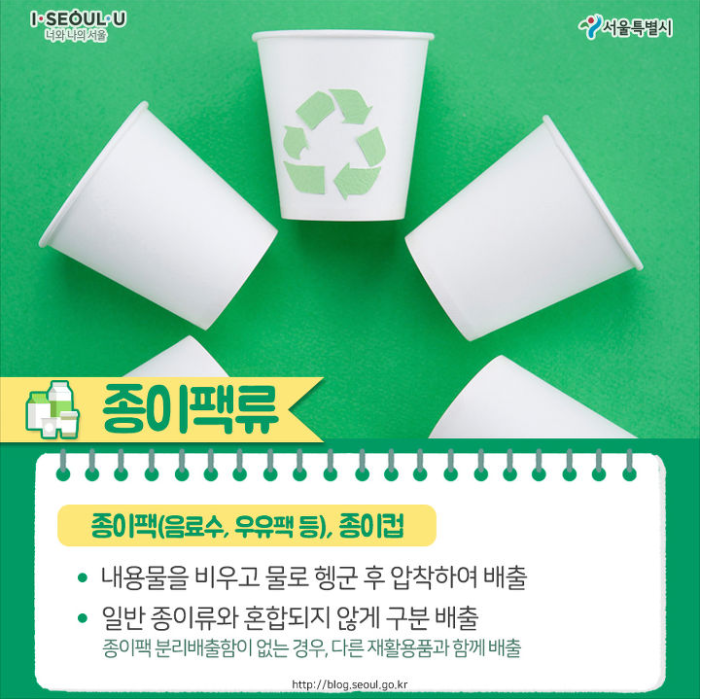 I·SEOUL·U
너와 나의 서울
서울특별시
종이팩류
종이팩(음료수, 우유팩 등), 종이컵
• 내용물을 비우고 물로 헹군 후 압착하여 배출
• 일반 종이류와 혼합되지 않게 구분 배출
종이팩 분리배출함이 없는 경우, 다른 재활용품과 함께 배출
http://blog.seoul.go.kr